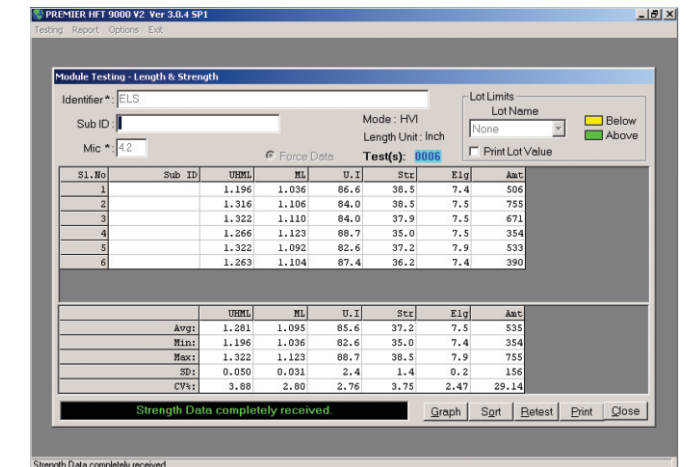 PREMIER HFT 9000 V2 Ver 3.0.4 SP1
Testing Report Options Exit
Module Testing - Length & Strength
Identifier * : ELS
Lot Limits
Lot Name
Sub ID :
Mode : HVI
None
Below
Length Unit : Inch
Above
Mic * : 4.2
Force Data
Test(s): 0006
Print Lot Value
Sl.No Sub ID UHML ML U.I Str Elg Amt
1 1.196 1.036 86.6 38.5 7.4 506
2 1.316 1.106 84.0 38.5 7.5 755
3 1.322 1.110 84.0 37.9 7.5 671
4 1.266 1.123 88.7 35.0 7.5 354
5 1.322 1.092 82.6 37.2 7.9 533
6 1.263 1.104 87.4 36.2 7.4 390
UHML ML U.I Str Elg Amt
Avg: 1.281 1.095 85.6 37.2 7.5 535
Min: 1.196 1.036 82.6 35.0 7.4 354
Max: 1.322 1.123 88.7 38.5 7.9 755
SD: 0.050 0.031 2.4 1.4 0.2 156
CV%: 3.88 2.80 2.76 3.75 2.47 29.14
Strength Data completely received.
Graph Sort Retest Print Close
Strength Data completely received